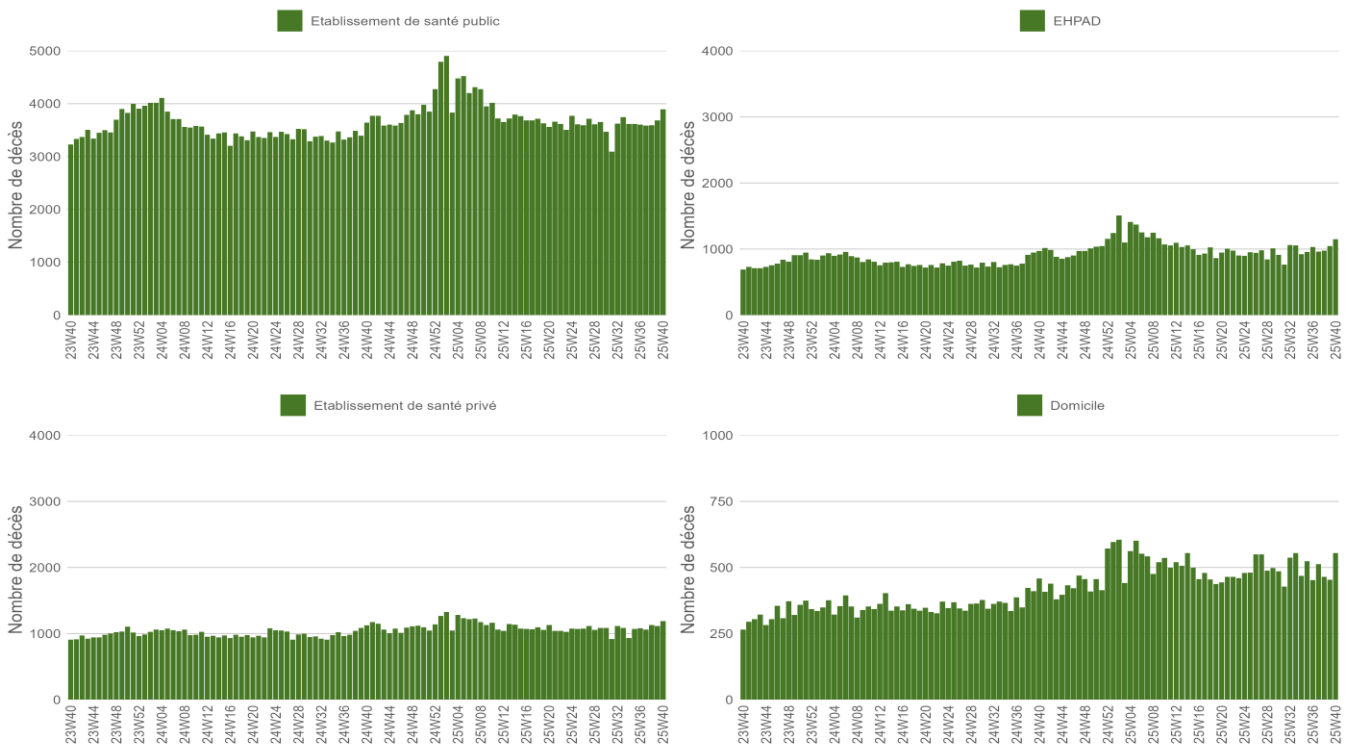 Etablissement de santé public
Nombre de décès
5000
4000
3000
2000
1000
0
23W40
23W44
23W48
23W52
24W04
24W08
24W12
24W16
24W20
24W24
24W28
24W32
24W36
24W40
24W44
24W48
24W52
25W04
25W08
25W12
25W16
25W20
25W24
25W28
25W32
25W36
25W40
EHPAD
Nombre de décès
4000
3000
2000
1000
0
23W40
23W44
23W48
23W52
24W04
24W08
24W12
24W16
24W20
24W24
24W28
24W32
24W36
24W40
24W44
24W48
24W52
25W04
25W08
25W12
25W16
25W20
25W24
25W28
25W32
25W36
25W40
Etablissement de santé privé
Nombre de décès
4000
3000
2000
1000
0
23W40
23W44
23W48
23W52
24W04
24W08
24W12
24W16
24W20
24W24
24W28
24W32
24W36
24W40
24W44
24W48
24W52
25W04
25W08
25W12
25W16
25W20
25W24
25W28
25W32
25W36
25W40
Domicile
Nombre de décès
1000
750
500
250
0
23W40
23W44
23W48
23W52
24W04
24W08
24W12
24W16
24W20
24W24
24W28
24W32
24W36
24W40
24W44
24W48
24W52
25W04
25W08
25W12
25W16
25W20
25W24
25W28
25W32
25W36
25W40